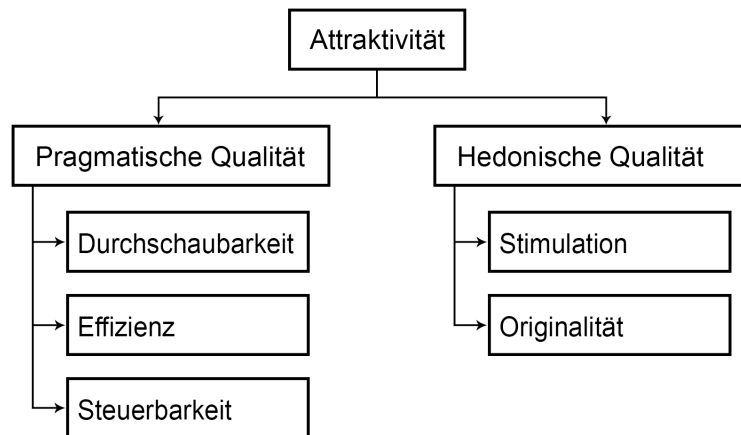 Attraktivität
Pragmatische Qualität
Durchschaubarkeit
Effizienz
Steuerbarkeit
Hedonische Qualität
Stimulation
Originalität